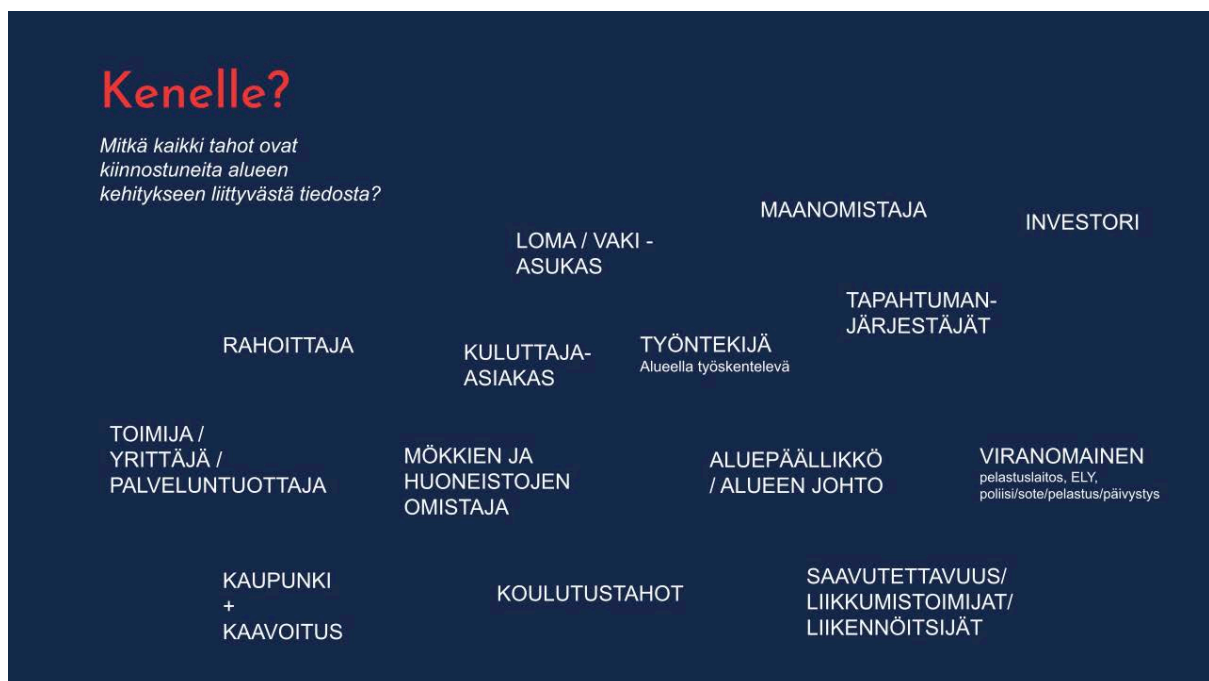 Kenelle?
Mitkä kaikki tahot ovat
kiinnostuneita alueen
kehitykseen liittyvästä tiedosta?
MAANOMISTAJA
INVESTORI
LOMA / VAKI -
ASUKAS
TAPAHTUMAN-
JÄRJESTÄJÄT
RAHOITTAJA
KULUTTAJA-
ASIAKAS
TYÖNTEKIJÄ
Alueella työskentelevä
TOIMIJA /
YRITTÄJÄ /
PALVELUNTUOTTAJA
MÖKKIEN JA
HUONEISTOJEN
OMISTAJA
ALUEPÄÄLLIKKÖ
/ ALUEEN JOHTO
VIRANOMAINEN
pelastuslaitos, ELY,
poliisi/sote/pelastus/päivystys
KAUPUNKI
+
KAAVOITUS
KOULUTUSTAHOT
SAAVUTETTAVUUS/
LIIKKUMISTOIMIJAT/
LIIKENNÖITSIJÄT